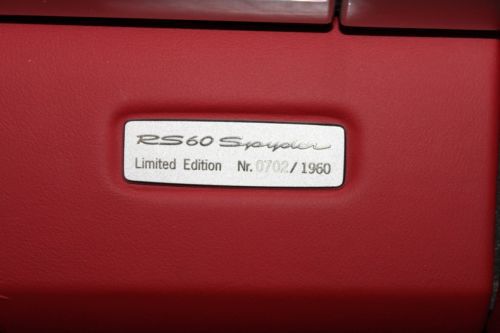 RS60 Spyder
Limited Edition Nr. 0702 / 1960